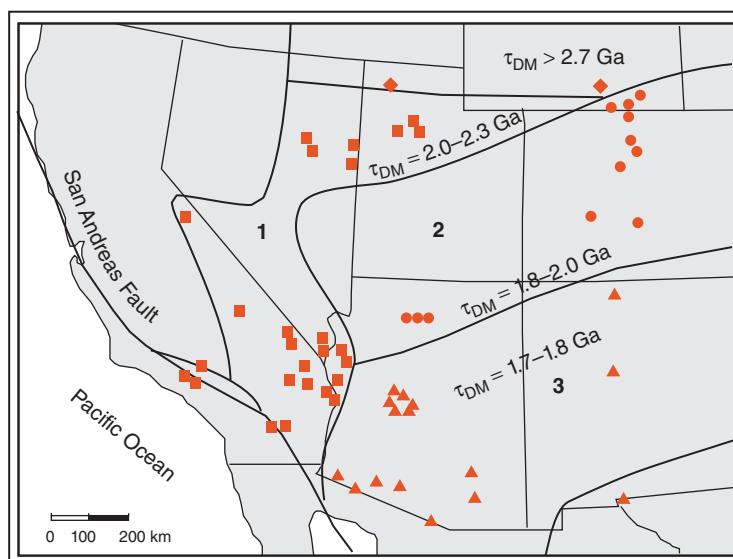 τDM > 2.7 Ga
τDM = 2.0–2.3 Ga
1
2
San Andreas Fault
τDM = 1.8–2.0 Ga
τDM = 1.7–1.8 Ga
3
Pacific Ocean
0 100 200 km